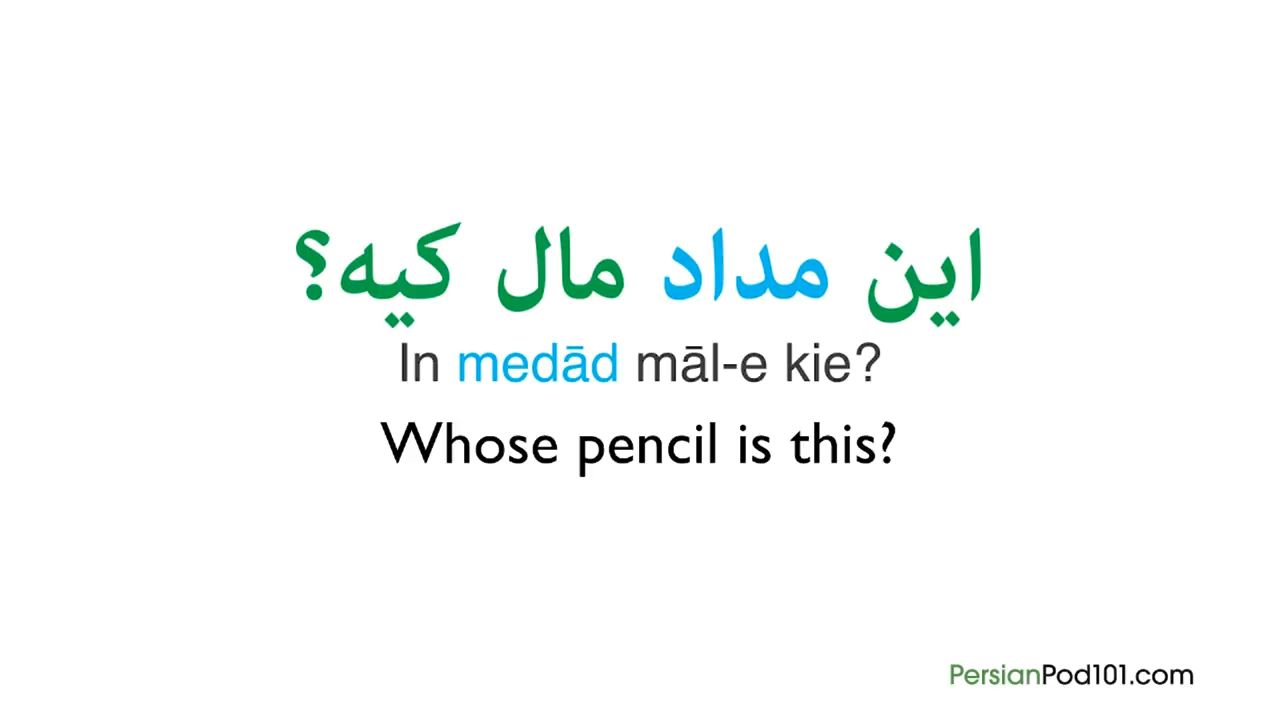 این مداد مال کیه؟
In medād māl-e kie?
Whose pencil is this?
PersianPod101.com